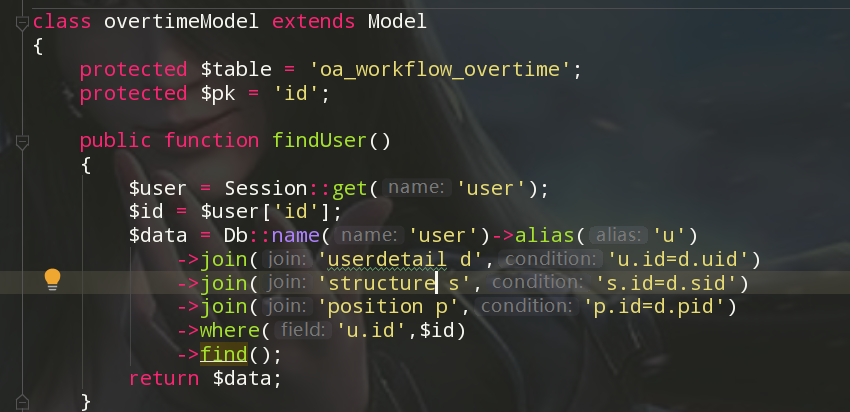 class overtimeModel extends Model
{
    protected $table = 'oa_workflow_overtime';
    protected $pk = 'id';
    public function findUser()
    {
        $user = Session::get( name: 'user');
        $id = $user['id'];
        $data = Db::name( name: 'user')->alias( alias: 'u')
            ->join( join: 'userdetail d', condition: 'u.id=d.uid')
            ->join( join: 'structure s', condition: 's.id=d.sid')
            ->join( join: 'position p', condition: 'p.id=d.pid')
            ->where( field: 'u.id',$id)
            ->find();
        return $data;
    }